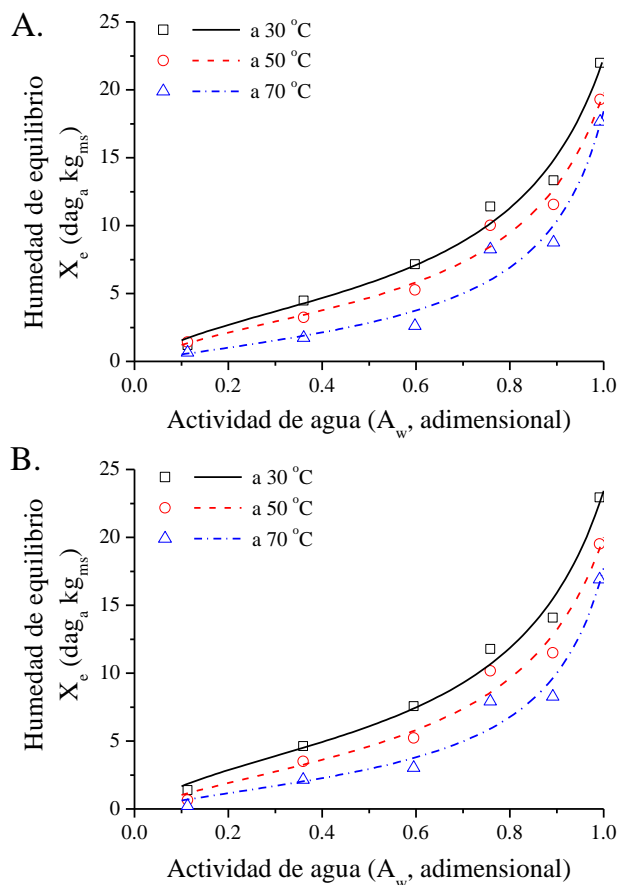 A.
a 30 °C
a 50 °C
a 70 °C
Humedad de equilibrio
X_e (dag_a kg_ms)
25
20
15
10
5
0
0.0 0.2 0.4 0.6 0.8 1.0
Actividad de agua (A_w, adimensional)
B.
a 30 °C
a 50 °C
a 70 °C
Humedad de equilibrio
X_e (dag_a kg_ms)
25
20
15
10
5
0
0.0 0.2 0.4 0.6 0.8 1.0
Actividad de agua (A_w, adimensional)